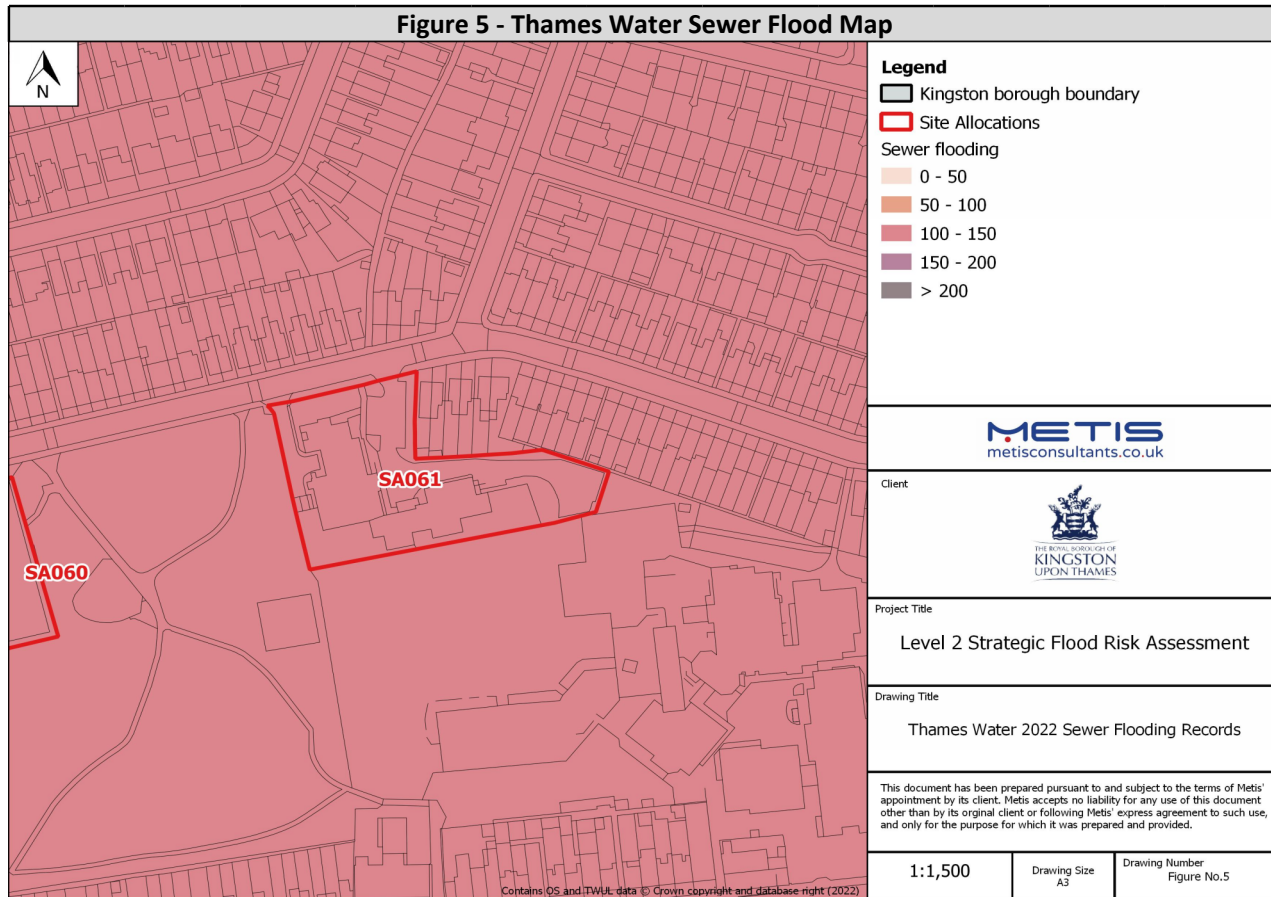 Figure 5 - Thames Water Sewer Flood Map
N
SA061
SA060
Contains OS and TWUL data © Crown copyright and database right (2022)
Legend
Kingston borough boundary
Site Allocations
Sewer flooding
0 - 50
50 - 100
100 - 150
150 - 200
> 200
METIS
metisconsultants.co.uk
Client
THE ROYAL BOROUGH OF
KINGSTON
UPON THAMES
Project Title
Level 2 Strategic Flood Risk Assessment
Drawing Title
Thames Water 2022 Sewer Flooding Records
This document has been prepared pursuant to and subject to the terms of Metis'
appointment by its client. Metis accepts no liability for any use of this document
other than by its orginal client or following Metis' express agreement to such use,
and only for the purpose for which it was prepared and provided.
1:1,500
Drawing Size
A3
Drawing Number
Figure No.5